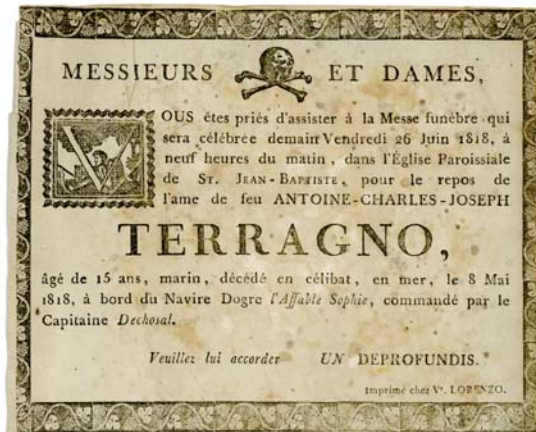 MESSIEURS ET DAMES,
VOUS êtes priés d'assister à la Messe funèbre qui
sera célébrée demain Vendredi 26 Juin 1818, à
neuf heures du matin, dans l'Église Paroissiale
de St. Jean-Baptiste, pour le repos de
l'ame de feu ANTOINE-CHARLES-JOSEPH
TERRAGNO,
âgé de 15 ans, marin, décédé en célibat, en mer, le 8 Mai
1818, à bord du Navire Dogre l'Affable Sophie, commandé par le
Capitaine Dechosal.
Veuillez lui accorder UN DEPROFUNDIS.
Imprimé chez Ve. LORENZO.